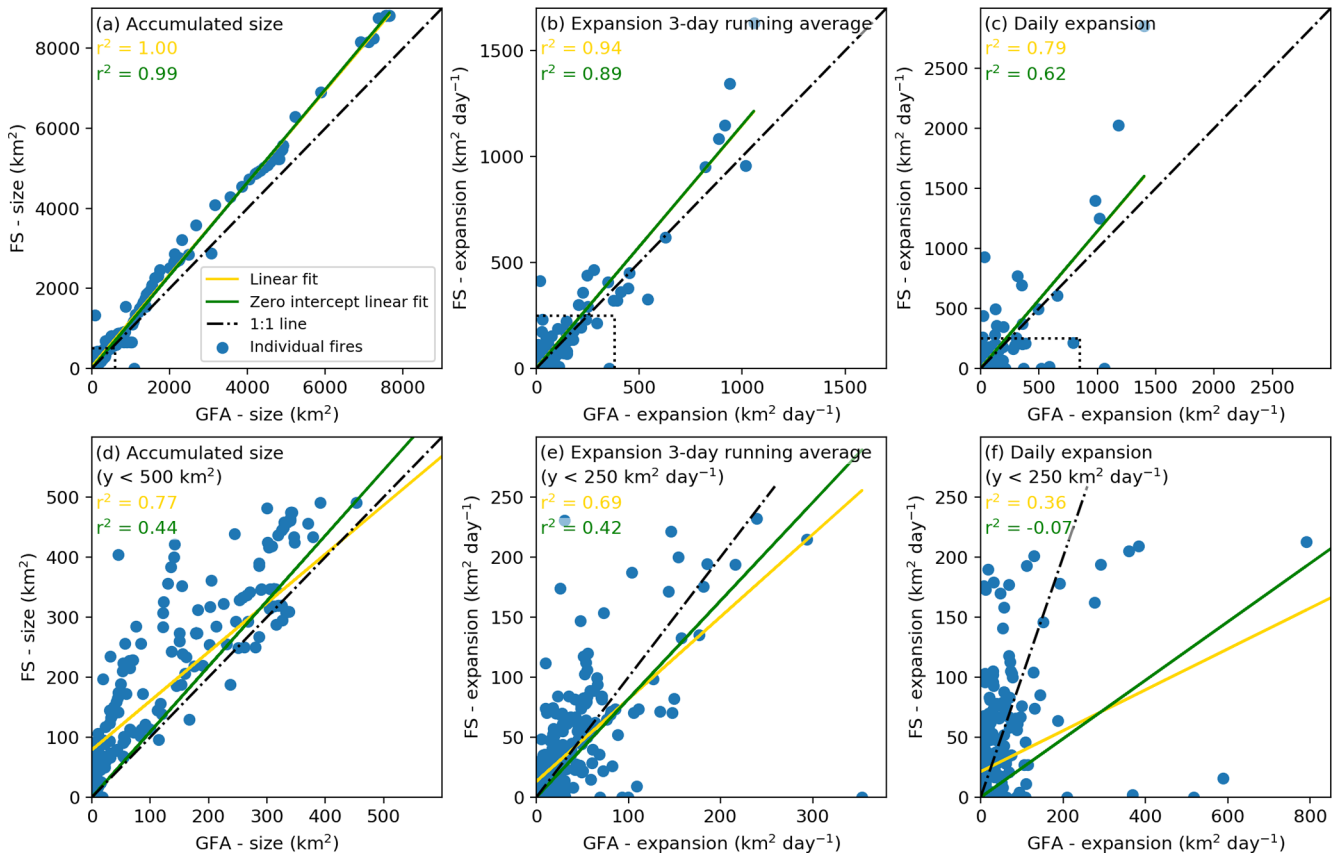 (a) Accumulated size
r² = 1.00
r² = 0.99
FS - size (km²)
8000
6000
4000
2000
0
Linear fit
Zero intercept linear fit
1:1 line
Individual fires
0 2000 4000 6000 8000
GFA - size (km²)
(b) Expansion 3-day running average
r² = 0.94
r² = 0.89
FS - expansion (km² day⁻¹)
1500
1000
500
0
0 500 1000 1500
GFA - expansion (km² day⁻¹)
(c) Daily expansion
r² = 0.79
r² = 0.62
FS - expansion (km² day⁻¹)
2500
2000
1500
1000
500
0
0 500 1000 1500 2000 2500
GFA - expansion (km² day⁻¹)
(d) Accumulated size
(y < 500 km²)
r² = 0.77
r² = 0.44
FS - size (km²)
500
400
300
200
100
0
0 100 200 300 400 500
GFA - size (km²)
(e) Expansion 3-day running average
(y < 250 km² day⁻¹)
r² = 0.69
r² = 0.42
FS - expansion (km² day⁻¹)
250
200
150
100
50
0
0 100 200 300
GFA - expansion (km² day⁻¹)
(f) Daily expansion
(y < 250 km² day⁻¹)
r² = 0.36
r² = -0.07
FS - expansion (km² day⁻¹)
250
200
150
100
50
0
0 200 400 600 800
GFA - expansion (km² day⁻¹)